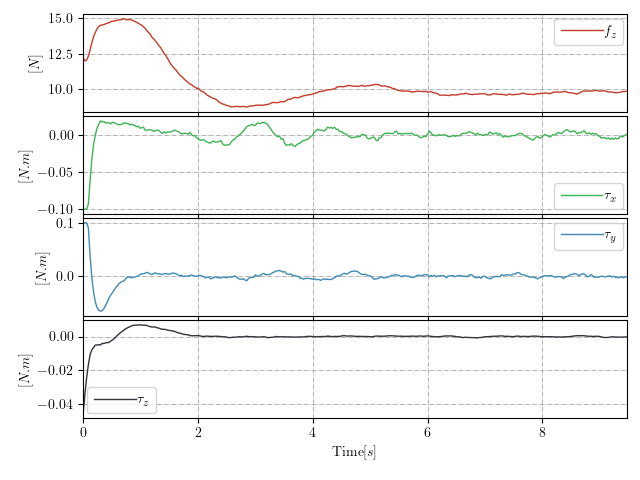 15.0
12.5
10.0
[N]
f_z
0.00
−0.05
−0.10
[N.m]
τ_x
0.1
0.0
[N.m]
τ_y
0.00
−0.02
−0.04
[N.m]
τ_z
0 2 4 6 8
Time[s]